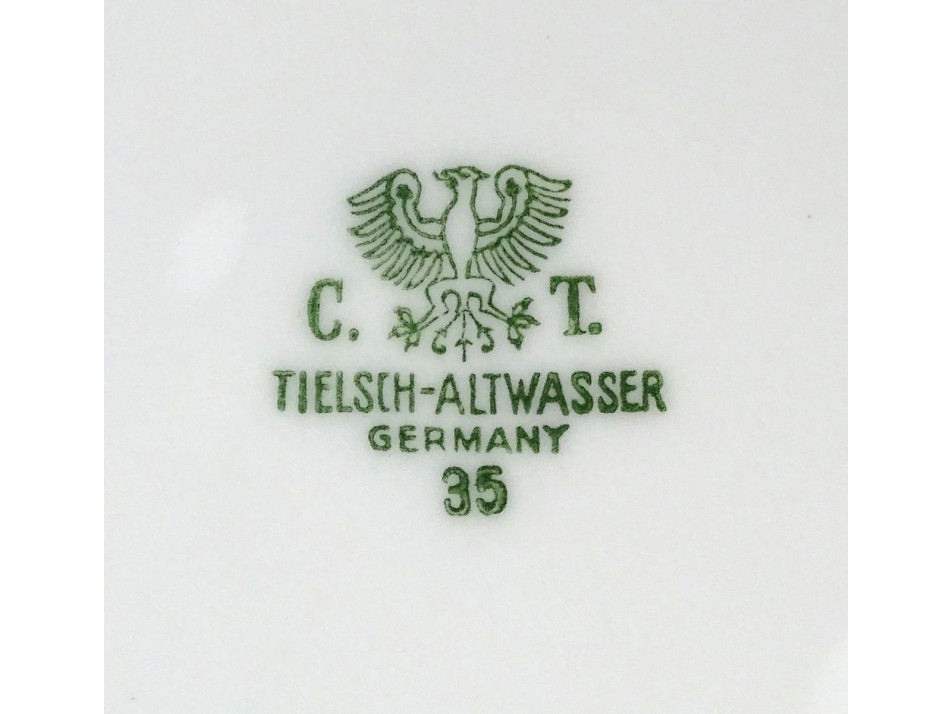 C. T.
TIELSCH-ALTWASSER
GERMANY
35